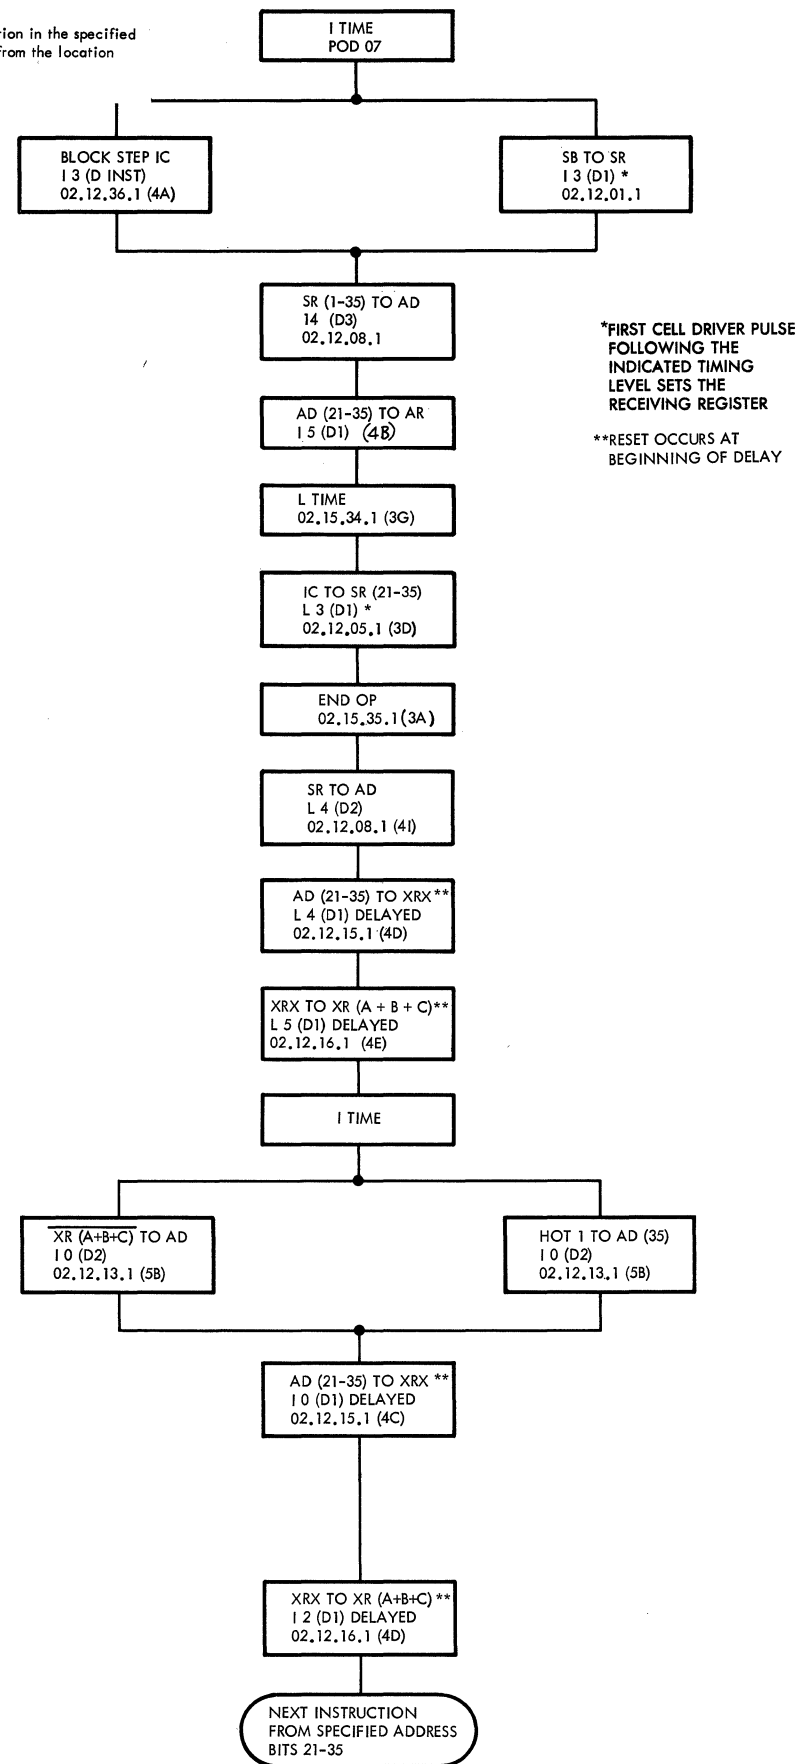 tion in the specified
from the location
I TIME
POD 07
BLOCK STEP IC
I 3 (D INST)
02.12.36.1 (4A)
SB TO SR
I 3 (D1) *
02.12.01.1
SR (1-35) TO AD
14 (D3)
02.12.08.1
*FIRST CELL DRIVER PULSE
FOLLOWING THE
INDICATED TIMING
LEVEL SETS THE
RECEIVING REGISTER
**RESET OCCURS AT
BEGINNING OF DELAY
AD (21-35) TO AR
I 5 (D1) (4B)
L TIME
02.15.34.1 (3G)
IC TO SR (21-35)
L 3 (D1) *
02.12.05.1 (3D)
END OP
02.15.35.1(3A)
SR TO AD
L 4 (D2)
02.12.08.1 (4I)
AD (21-35) TO XRX**
L 4 (D1) DELAYED
02.12.15.1 (4D)
XRX TO XR (A + B + C)**
L 5 (D1) DELAYED
02.12.16.1 (4E)
I TIME
XR (A+B+C) TO AD
I 0 (D2)
02.12.13.1 (5B)
HOT 1 TO AD (35)
I 0 (D2)
02.12.13.1 (5B)
AD (21-35) TO XRX **
I 0 (D1) DELAYED
02.12.15.1 (4C)
XRX TO XR (A+B+C) **
I 2 (D1) DELAYED
02.12.16.1 (4D)
NEXT INSTRUCTION
FROM SPECIFIED ADDRESS
BITS 21-35